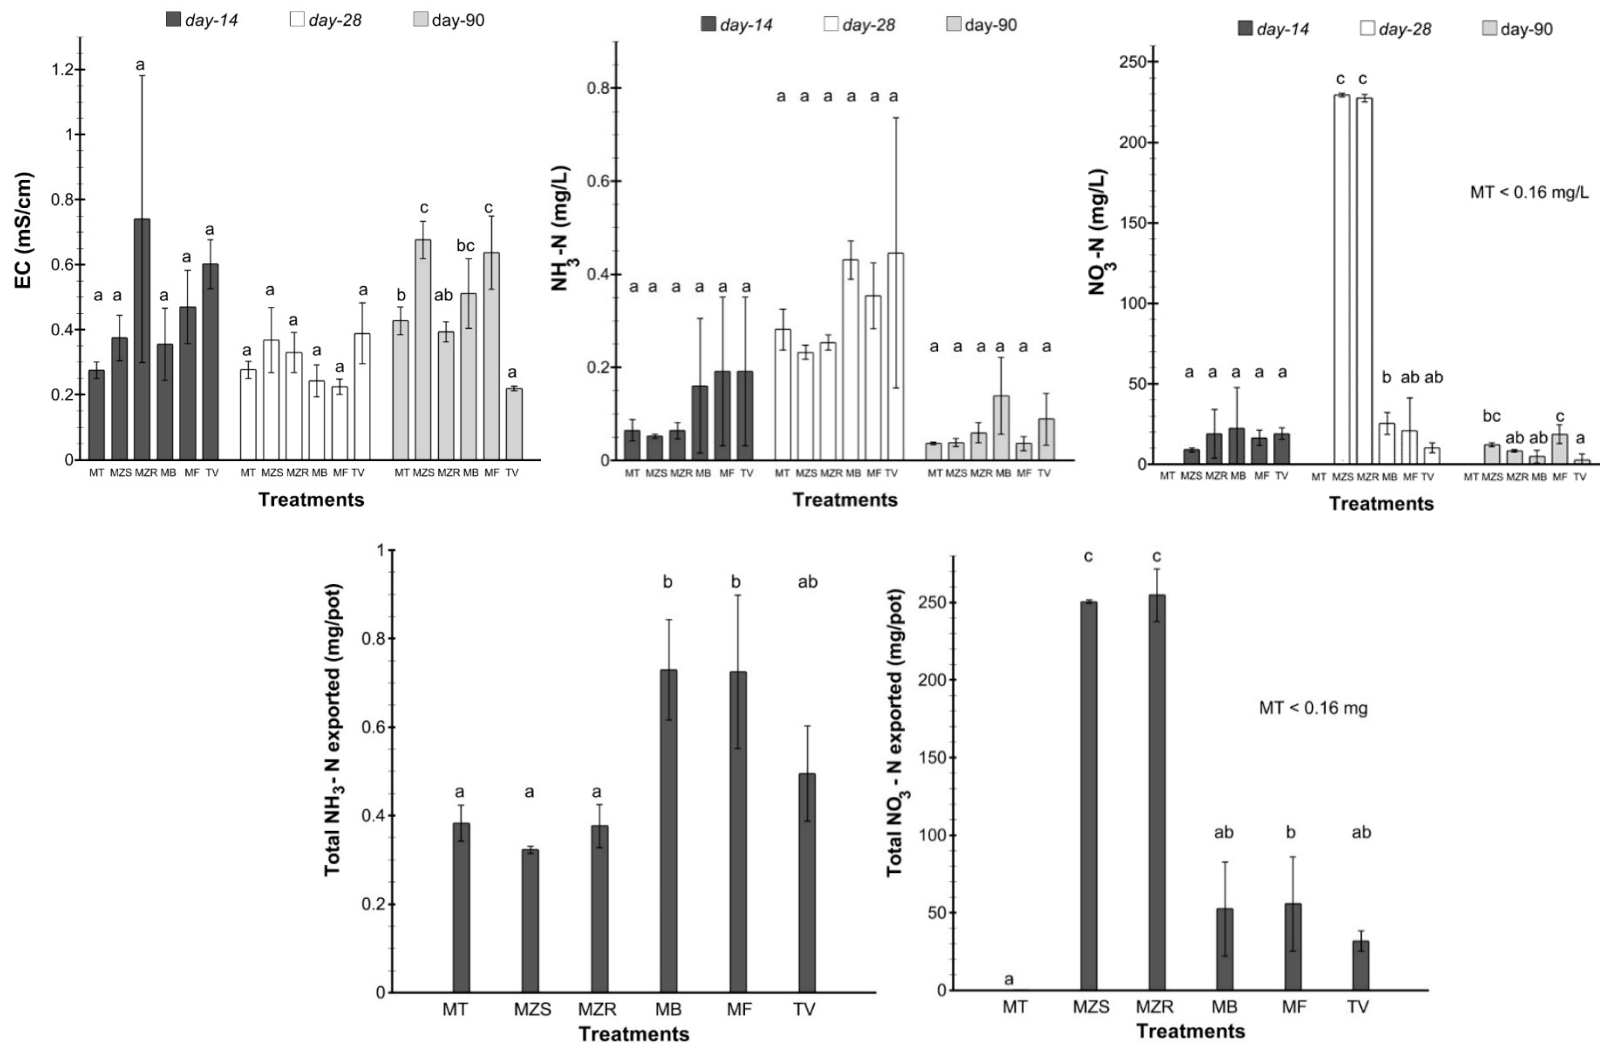 day-14 day-28 day-90
EC (mS/cm)
1.2
1
0.8
0.6
0.4
0.2
0
a a a a a a
a a a a a a
b c ab bc c a
MT MZS MZR MB MF TV MT MZS MZR MB MF TV MT MZS MZR MB MF TV
Treatments
day-14 day-28 day-90
NH3-N (mg/L)
0.8
0.6
0.4
0.2
0
a a a a a a
a a a a a a
a a a a a a
MT MZS MZR MB MF TV MT MZS MZR MB MF TV MT MZS MZR MB MF TV
Treatments
day-14 day-28 day-90
NO3-N (mg/L)
250
200
150
100
50
0
MT < 0.16 mg/L
a a a a a
c c b ab ab
bc ab ab c a
MT MZS MZR MB MF TV MT MZS MZR MB MF TV MT MZS MZR MB MF TV
Treatments
Total NH3- N exported (mg/pot)
1
0.8
0.6
0.4
0.2
0
a a a b b ab
MT MZS MZR MB MF TV
Treatments
Total NO3 - N exported (mg/pot)
250
200
150
100
50
0
MT < 0.16 mg
a c c ab b ab
MT MZS MZR MB MF TV
Treatments